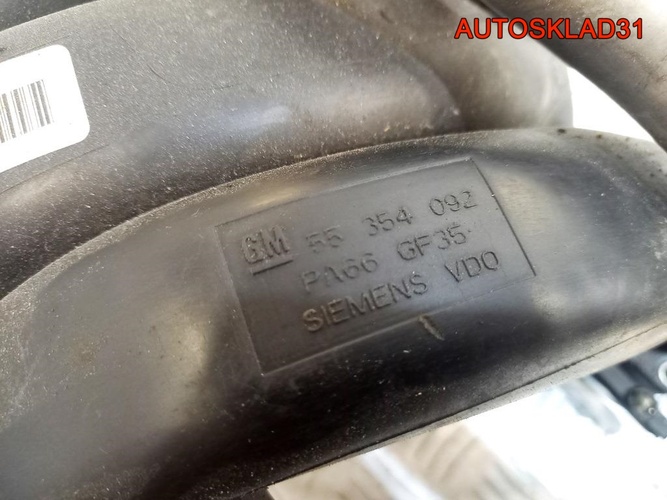 AUTOSKLAD31
GM 55 354 092
PA66 GF35
SIEMENS VDO